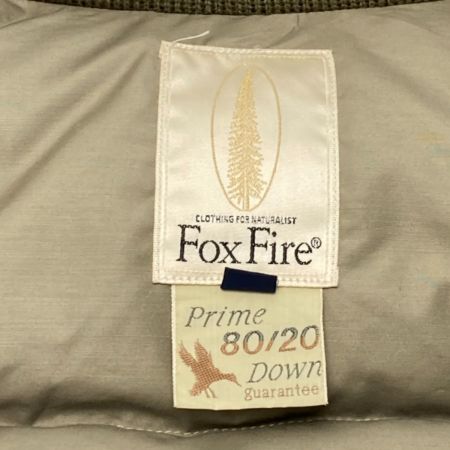 CLOTHING FOR NATURALIST
Fox Fire®
Prime
80/20
Down
guarantee